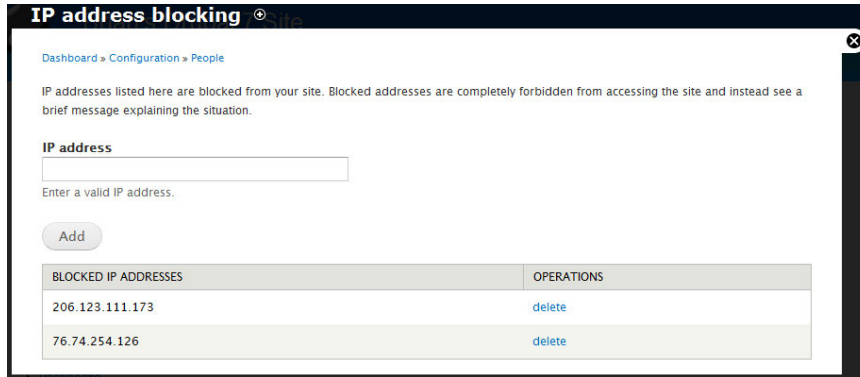 IP address blocking
Dashboard » Configuration » People
IP addresses listed here are blocked from your site. Blocked addresses are completely forbidden from accessing the site and instead see a
brief message explaining the situation.
IP address
Enter a valid IP address.
Add
BLOCKED IP ADDRESSES OPERATIONS
206.123.111.173 delete
76.74.254.126 delete